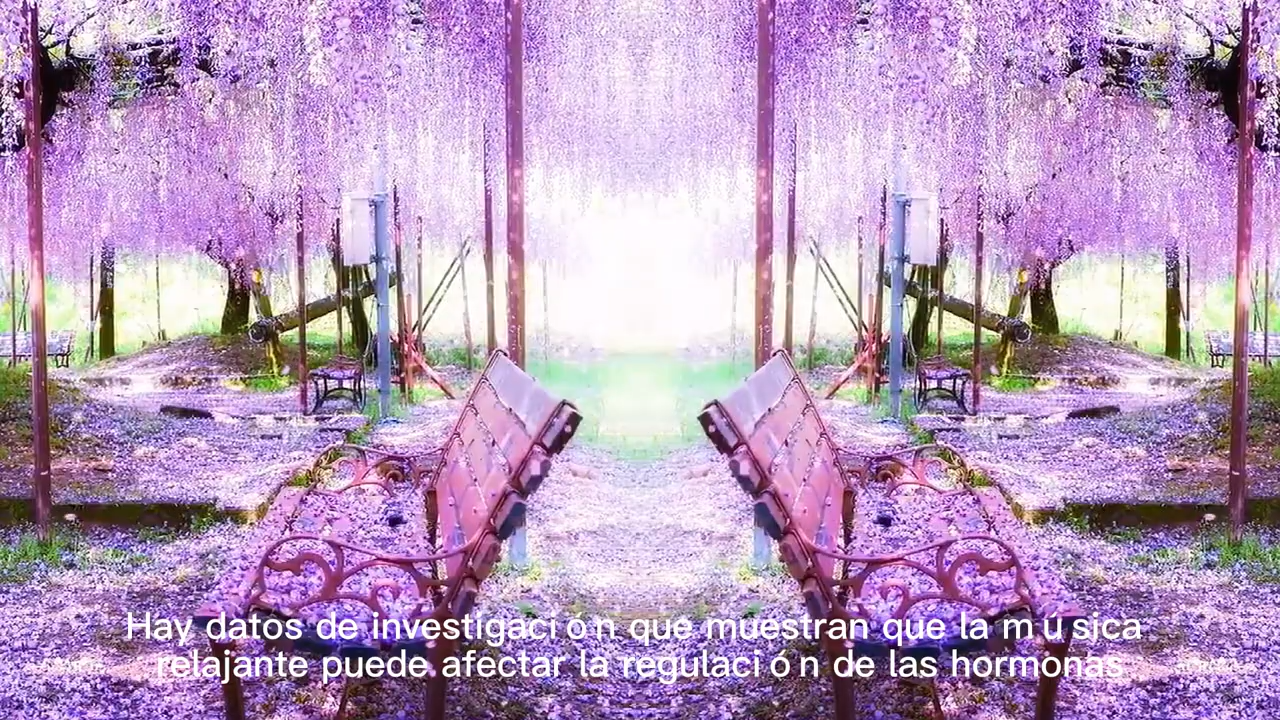 Hay datos de investigaci ó n que muestran que la m ú sica
relajante puede afectar la regulaci ó n de las hormonas